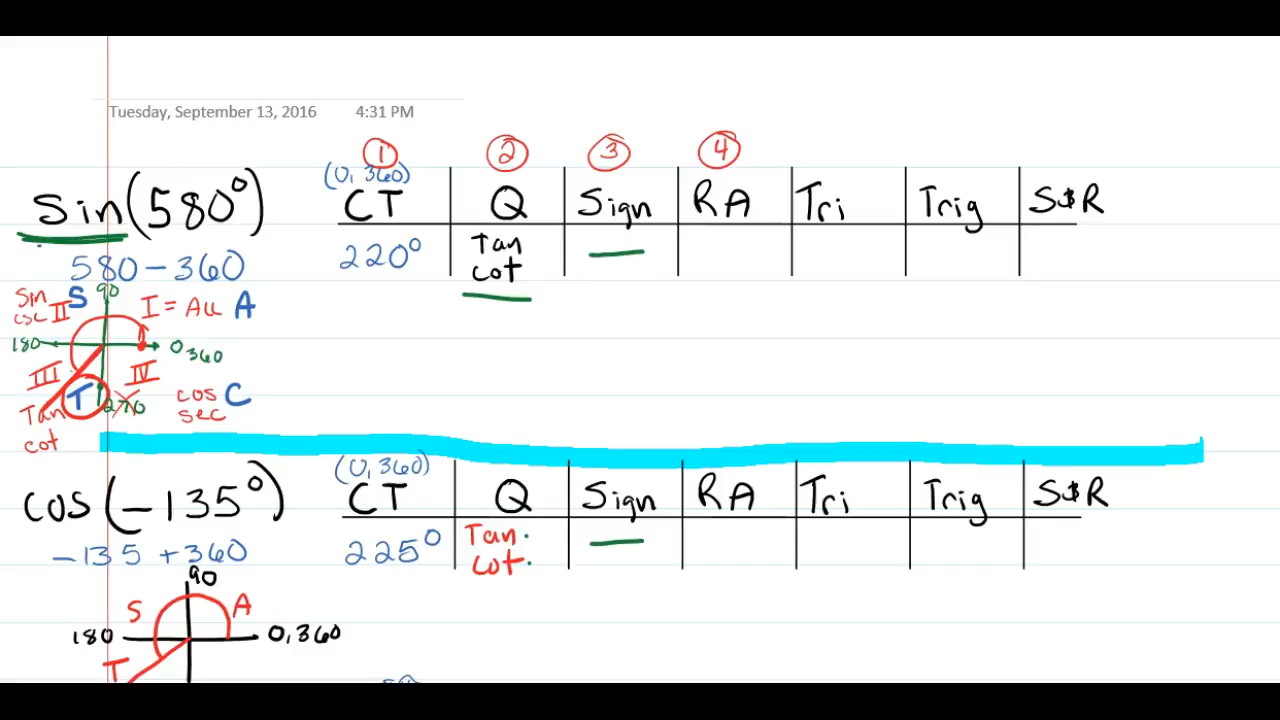 Tuesday, September 13, 2016 4:31 PM
① ② ③ ④
(0, 360)
Sin(580°) CT Q Sign RA Tri Trig S&R
580 - 360 220° Tan cot —
Sin csc II S 90 I = All A
180 0 360
III IV
T 270 cos sec C
Tan cot
(0, 360)
cos(-135°) CT Q Sign RA Tri Trig S&R
-135 + 360 225° Tan. cot. —
90
S A
180 0, 360
T